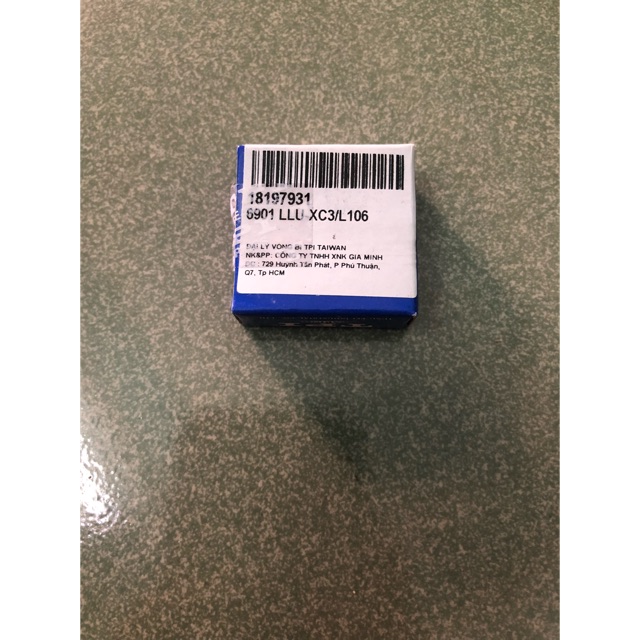 18197931
6901 LLU XC3/L106
ĐẠI LÝ VÒNG BI TPI TAIWAN
NK&PP: CÔNG TY TNHH XNK GIA MINH
ĐC : 729 Huỳnh Tấn Phát, P Phú Thuận,
Q7, Tp HCM